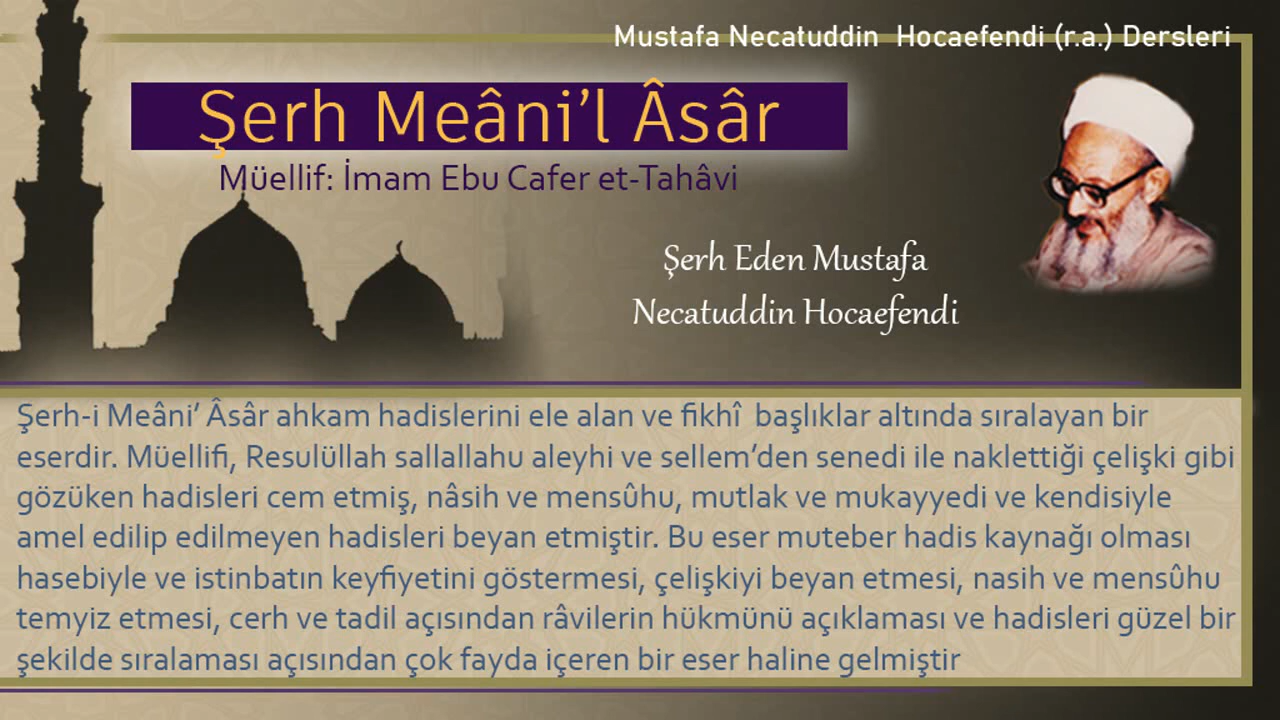 Mustafa Necatuddin Hocaefendi (r.a.) Dersleri
Şerh Meâni’l Âsâr
Müellif: İmam Ebu Cafer et-Tahâvi
Şerh Eden Mustafa
Necatuddin Hocaefendi
Şerh-i Meâni’ Âsâr ahkam hadislerini ele alan ve fikhî başlıklar altında sıralayan bir
eserdir. Müellifi, Resulüllah sallallahu aleyhi ve sellem’den senedi ile naklettiği çelişki gibi
gözüken hadisleri cem etmiş, nâsih ve mensûhu, mutlak ve mukayyedi ve kendisiyle
amel edilip edilmeyen hadisleri beyan etmiştir. Bu eser muteber hadis kaynağı olması
hasebiyle ve istinbatın keyfiyetini göstermesi, çelişkiyi beyan etmesi, nasih ve mensûhu
temyiz etmesi, cerh ve tadil açısından râvilerin hükmünü açıklaması ve hadisleri güzel bir
şekilde sıralaması açısından çok fayda içeren bir eser haline gelmiştir